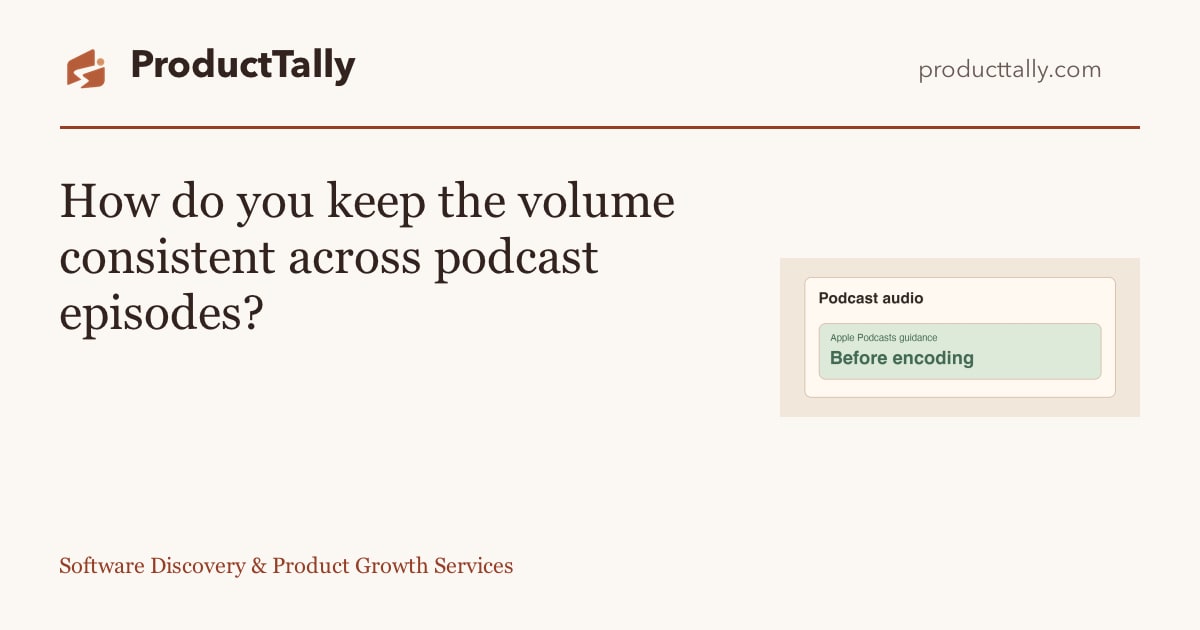 ProductTally
producttally.com
How do you keep the volume
consistent across podcast
episodes?
Podcast audio
Apple Podcasts guidance
Before encoding
Software Discovery & Product Growth Services